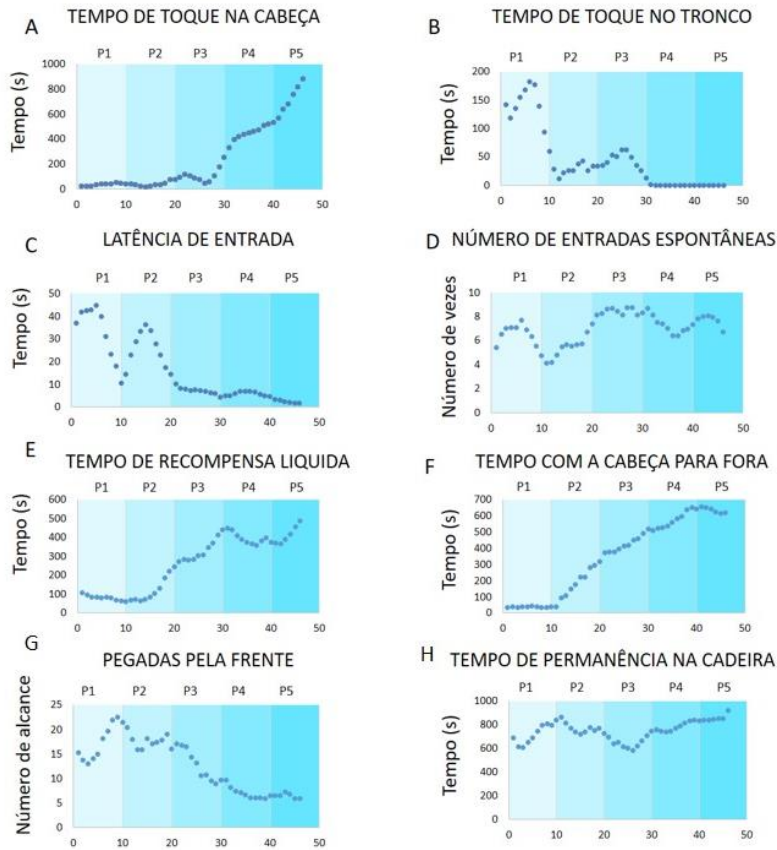 A
TEMPO DE TOQUE NA CABEÇA
P1 P2 P3 P4 P5
Tempo (s)
1000
800
600
400
200
0
0 10 20 30 40 50
B
TEMPO DE TOQUE NO TRONCO
P1 P2 P3 P4 P5
Tempo (s)
200
150
100
50
0
0 10 20 30 40 50
C
LATÊNCIA DE ENTRADA
P1 P2 P3 P4 P5
Tempo (s)
50
40
30
20
10
0
0 10 20 30 40 50
D
NÚMERO DE ENTRADAS ESPONTÂNEAS
P1 P2 P3 P4 P5
Número de vezes
10
8
6
4
2
0
0 10 20 30 40 50
E
TEMPO DE RECOMPENSA LIQUIDA
P1 P2 P3 P4 P5
Tempo (s)
600
500
400
300
200
100
0
0 10 20 30 40 50
F
TEMPO COM A CABEÇA PARA FORA
P1 P2 P3 P4 P5
Tempo (s)
700
600
500
400
300
200
100
0
0 10 20 30 40 50
G
PEGADAS PELA FRENTE
P1 P2 P3 P4 P5
Número de alcance
25
20
15
10
5
0
0 10 20 30 40 50
H
TEMPO DE PERMANÊNCIA NA CADEIRA
P1 P2 P3 P4 P5
Tempo (s)
1000
800
600
400
200
0
0 10 20 30 40 50